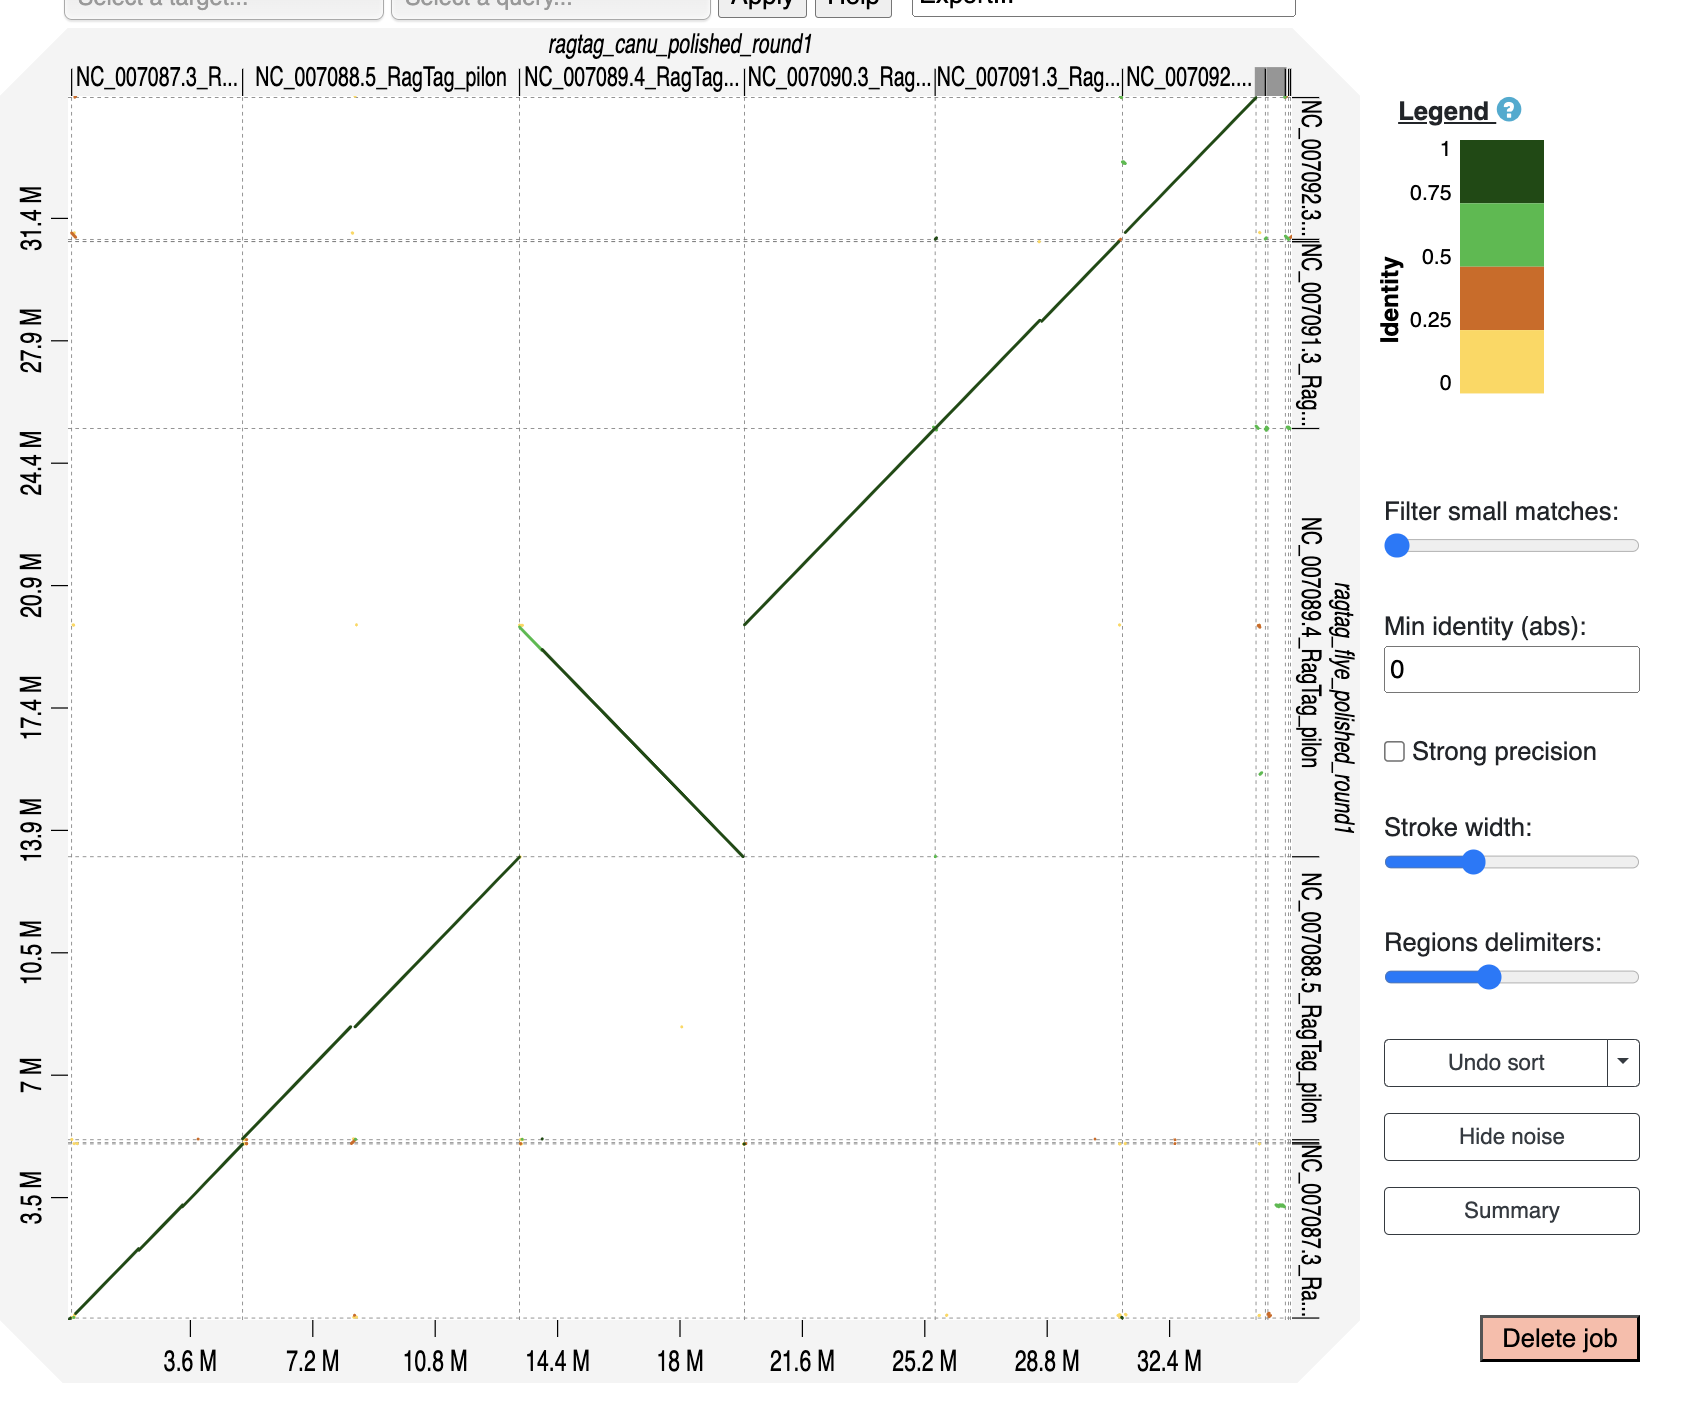 Select a target...
Select a query...
Apply
Help
Export...
ragtag_canu_polished_round1
NC_007087.3_R...
NC_007088.5_RagTag_pilon
NC_007089.4_RagTag...
NC_007090.3_Rag...
NC_007091.3_Rag...
NC_007092....
31.4 M
27.9 M
24.4 M
20.9 M
17.4 M
13.9 M
10.5 M
7 M
3.5 M
NC_007092.3...
NC_007091.3_Rag...
NC_007089.4_RagTag_pilon
NC_007088.5_RagTag_pilon
NC_007087.3_Ra...
ragtag_flye_polished_round1
3.6 M
7.2 M
10.8 M
14.4 M
18 M
21.6 M
25.2 M
28.8 M
32.4 M
Legend ?
Identity
1
0.75
0.5
0.25
0
Filter small matches:
Min identity (abs):
0
Strong precision
Stroke width:
Regions delimiters:
Undo sort
Hide noise
Summary
Delete job